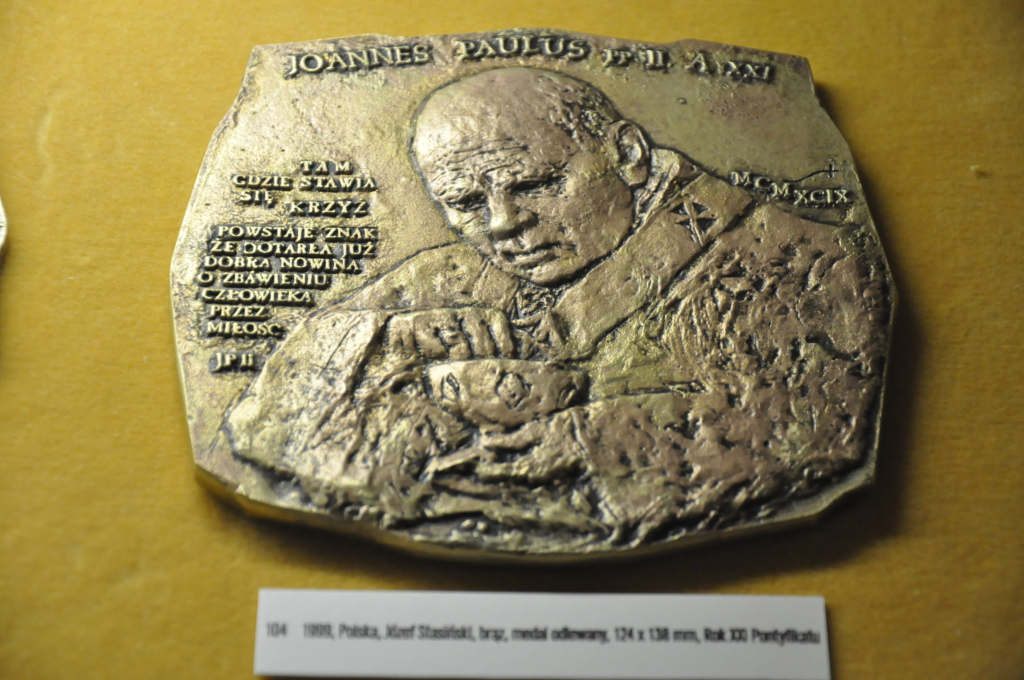 JOANNES PAULUS PP II. A XXI
TAM
GDZIE STAWIA
SIĘ KRZYŻ
POWSTAJE ZNAK
ŻE DOTARŁA JUŻ
DOBRA NOWINA
O ZBAWIENIU
CZŁOWIEKA
PRZEZ
MIŁOŚĆ
JP II
MCMXCIX
104 1999, Polska, Józef Stasiński, brąz, medal odlewany, 124 x 138 mm, Rok XXI Pontyfikatu